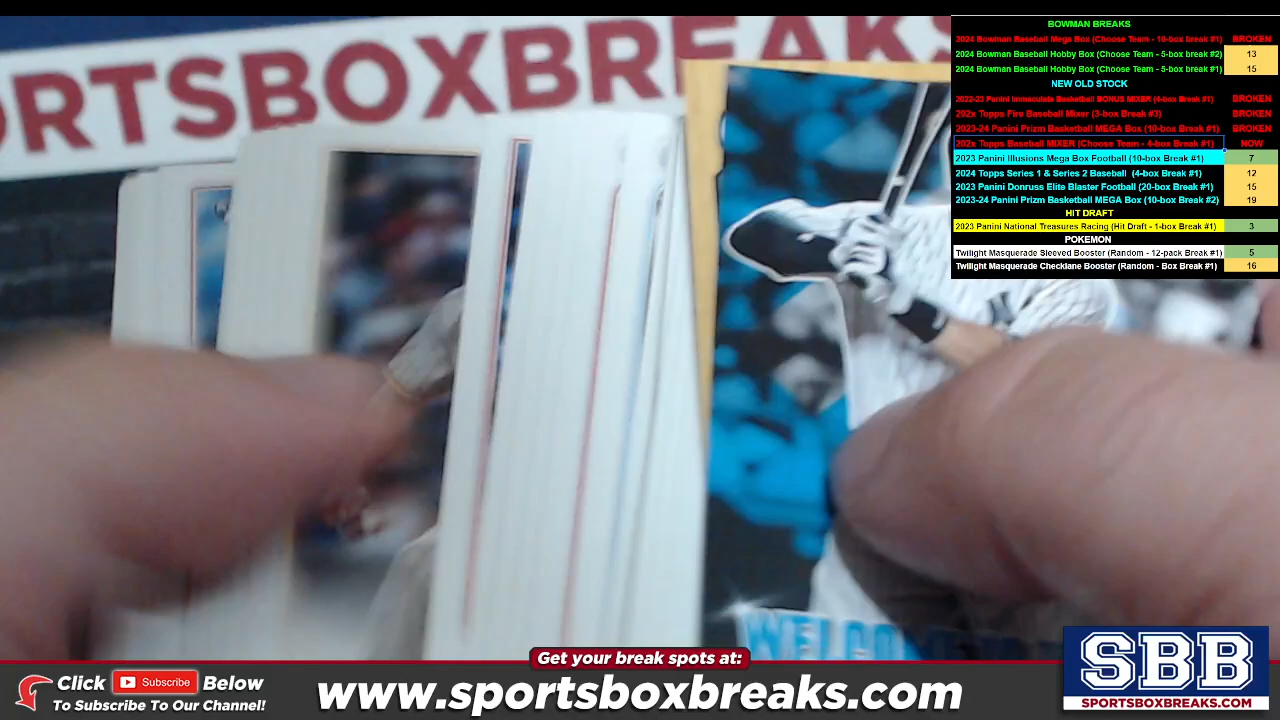 SPORTSBOXBREAKS
BOWMAN BREAKS
2024 Bowman Baseball Mega Box (Choose Team - 10-box break #1) BROKEN
2024 Bowman Baseball Hobby Box (Choose Team - 5-box break #2) 13
2024 Bowman Baseball Hobby Box (Choose Team - 5-box break #1) 15
NEW OLD STOCK
2022-23 Panini Immaculate Basketball BONUS MIXER (4-box Break #1) BROKEN
202x Topps Fire Baseball Mixer (3-box Break #3) BROKEN
2023-24 Panini Prizm Basketball MEGA Box (10-box Break #1) BROKEN
202x Topps Baseball MIXER (Choose Team - 4-box Break #1) NOW
2023 Panini Illusions Mega Box Football (10-box Break #1) 7
2024 Topps Series 1 & Series 2 Baseball (4-box Break #1) 12
2023 Panini Donruss Elite Blaster Football (20-box Break #1) 15
2023-24 Panini Prizm Basketball MEGA Box (10-box Break #2) 19
HIT DRAFT
2023 Panini National Treasures Racing (Hit Draft - 1-box Break #1) 3
POKEMON
Twilight Masquerade Sleeved Booster (Random - 12-pack Break #1) 5
Twilight Masquerade Checklane Booster (Random - Box Break #1) 16
WELCOME
Get your break spots at:
Click Subscribe Below
To Subscribe To Our Channel!
www.sportsboxbreaks.com
SBB
SPORTSBOXBREAKS.COM